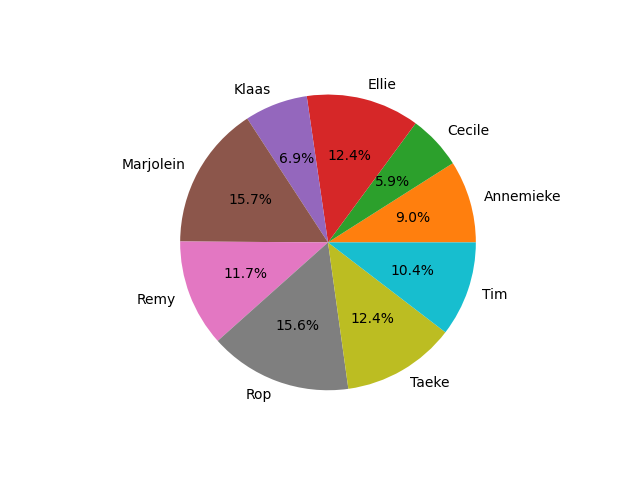 Ellie
Klaas
Cecile
12.4%
6.9%
Marjolein
5.9%
Annemieke
15.7%
9.0%
11.7%
10.4%
Remy
Tim
15.6%
12.4%
Taeke
Rop